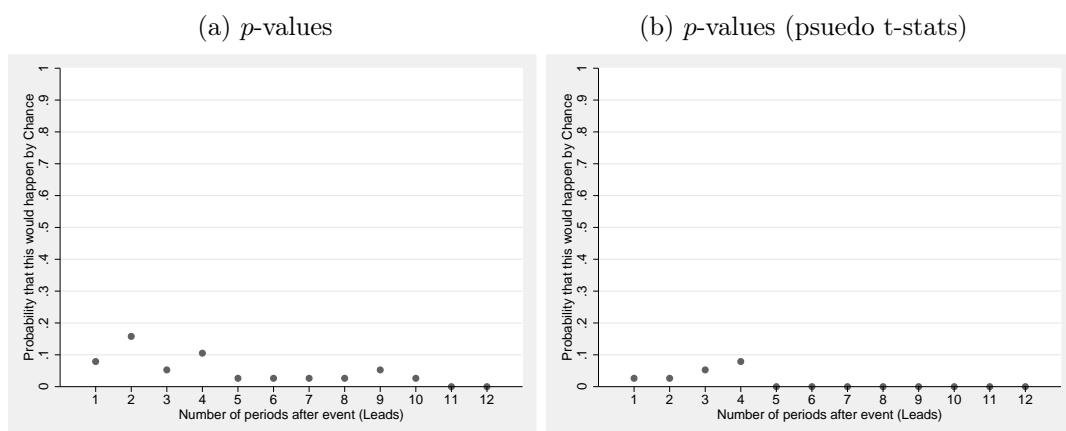 (a) p-values
Probability that this would happen by Chance
1
.9
.8
.7
.6
.5
.4
.3
.2
.1
0
1 2 3 4 5 6 7 8 9 10 11 12
Number of periods after event (Leads)
(b) p-values (psuedo t-stats)
Probability that this would happen by Chance
1
.9
.8
.7
.6
.5
.4
.3
.2
.1
0
1 2 3 4 5 6 7 8 9 10 11 12
Number of periods after event (Leads)